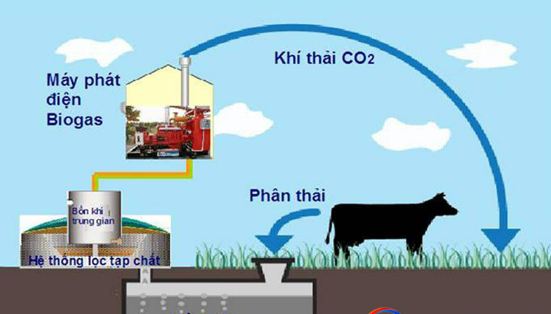 Khí thải CO2
Máy phát
điện
Biogas
Phân thải
Bồn khí
trung gian
Hệ thống lọc tạp chất